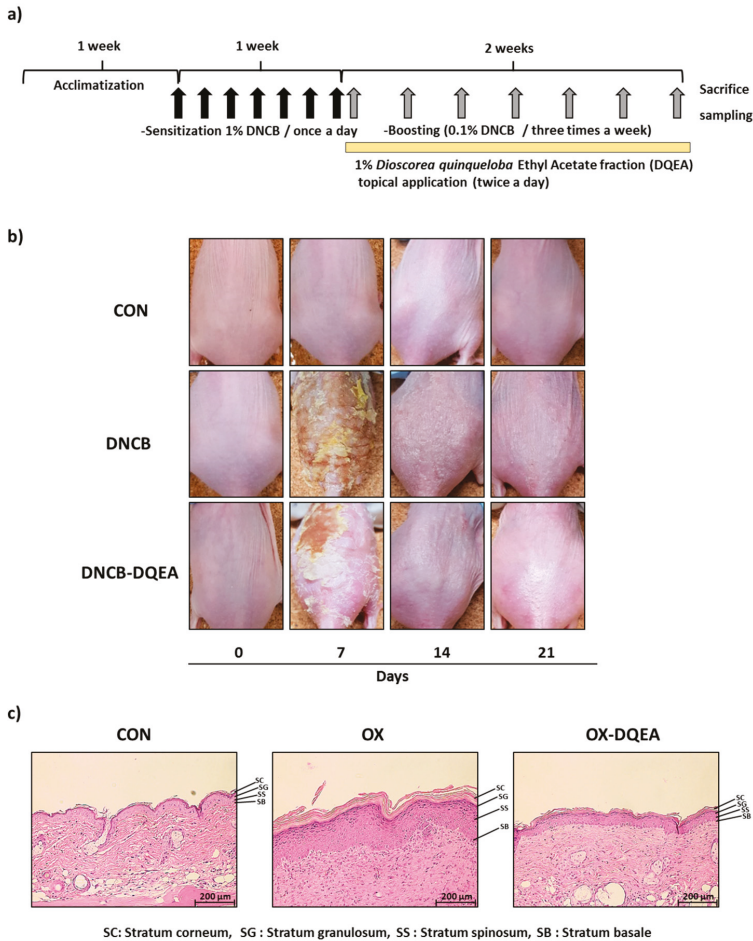 a)
1 week 1 week 2 weeks
Acclimatization
Sacrifice
sampling
-Sensitization 1% DNCB / once a day -Boosting (0.1% DNCB / three times a week)
1% Dioscorea quinqueloba Ethyl Acetate fraction (DQEA)
topical application (twice a day)
b)
CON
DNCB
DNCB-DQEA
0 7 14 21
Days
c)
CON OX OX-DQEA
SC
SG
SS
SB
SC
SG
SS
SB
SC
SG
SS
SB
200 µm 200 µm 200 µm
SC: Stratum corneum, SG : Stratum granulosum, SS : Stratum spinosum, SB : Stratum basale